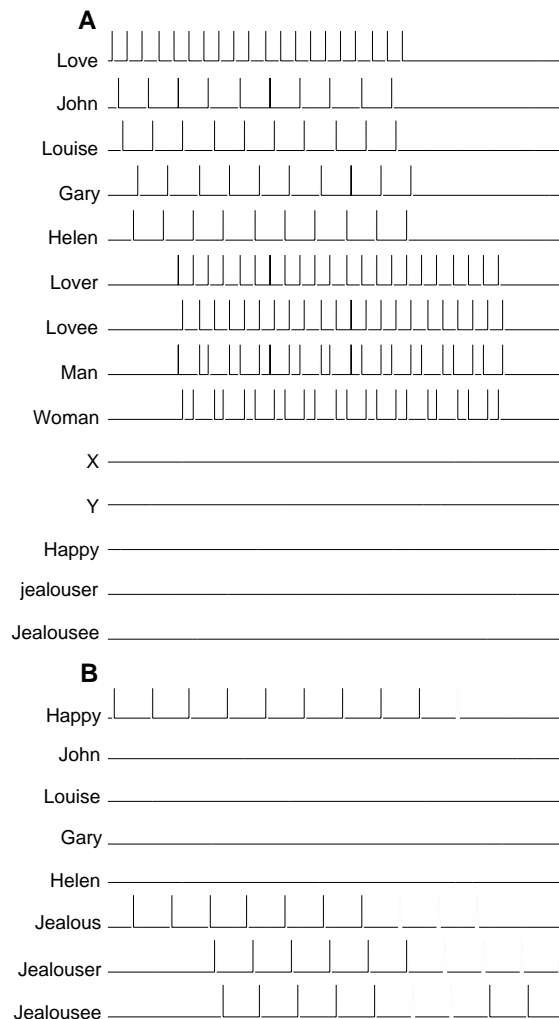 A
Love
John
Louise
Gary
Helen
Lover
Lovee
Man
Woman
X
Y
Happy
jealouser
Jealousee
B
Happy
John
Louise
Gary
Helen
Jealous
Jealouser
Jealousee